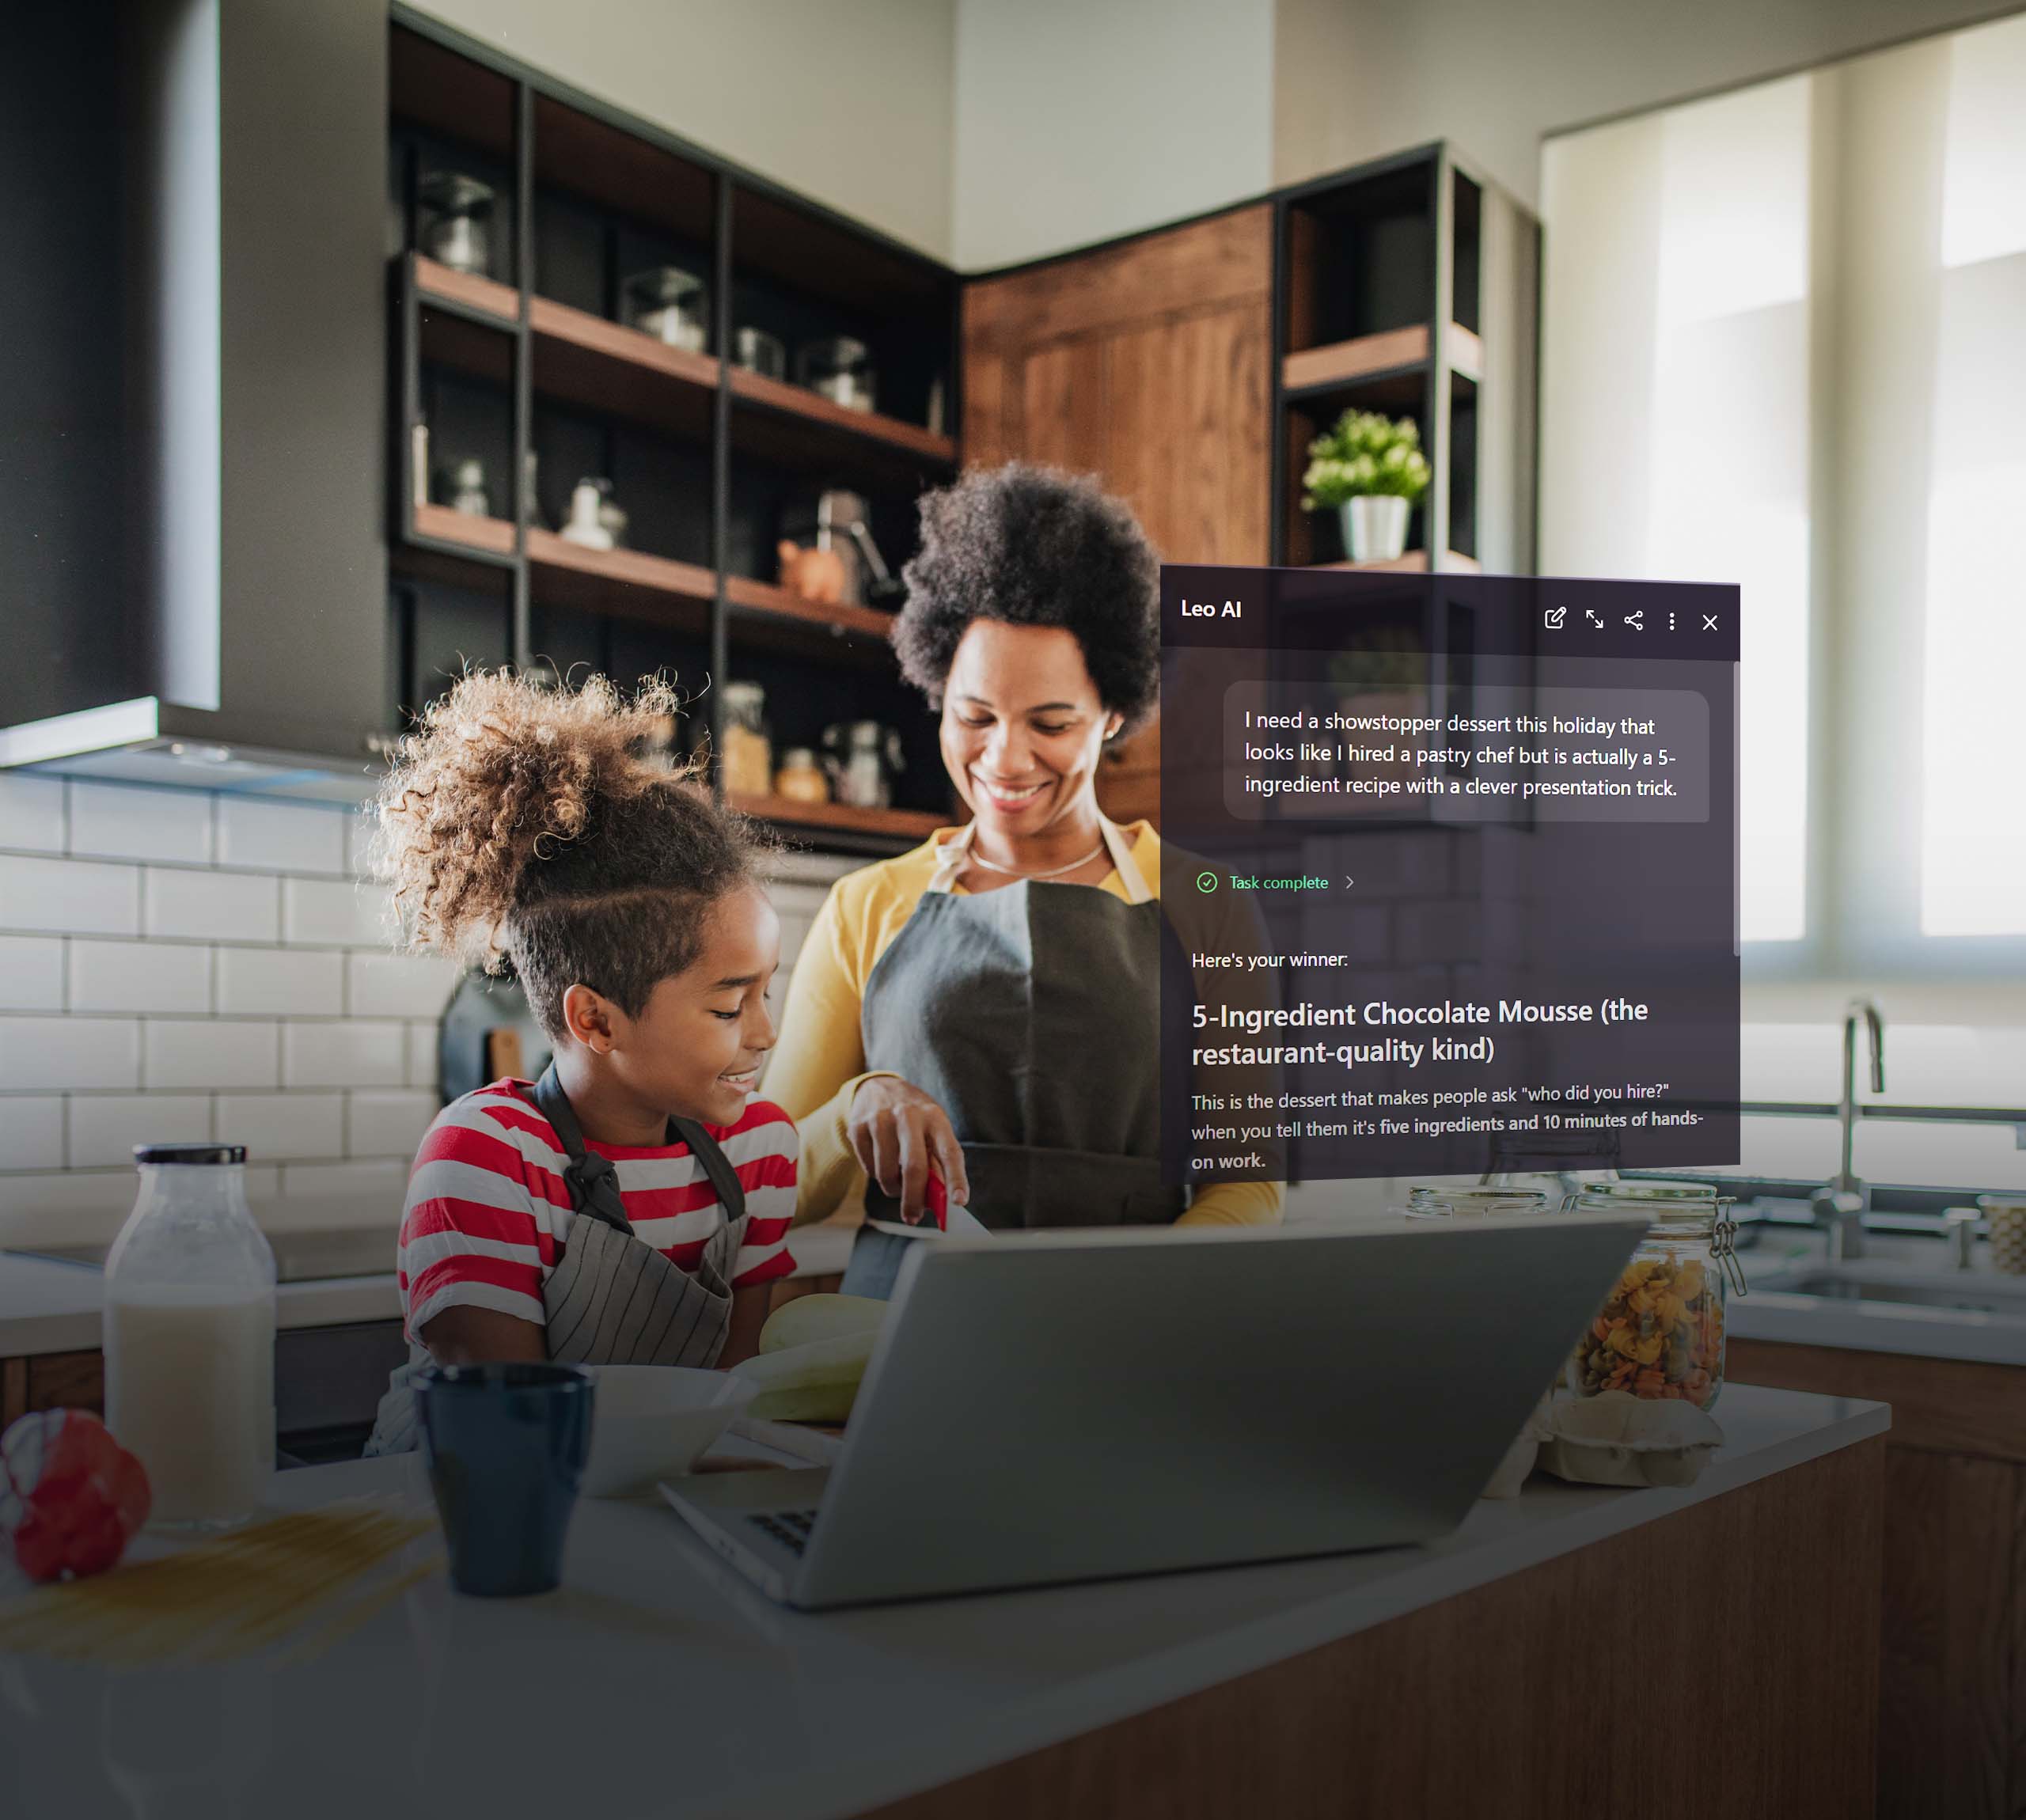 Leo AI
I need a showstopper dessert this holiday that
looks like I hired a pastry chef but is actually a 5-
ingredient recipe with a clever presentation trick.
Task complete
Here's your winner:
5-Ingredient Chocolate Mousse (the
restaurant-quality kind)
This is the dessert that makes people ask "who did you hire?"
when you tell them it's five ingredients and 10 minutes of hands-
on work.